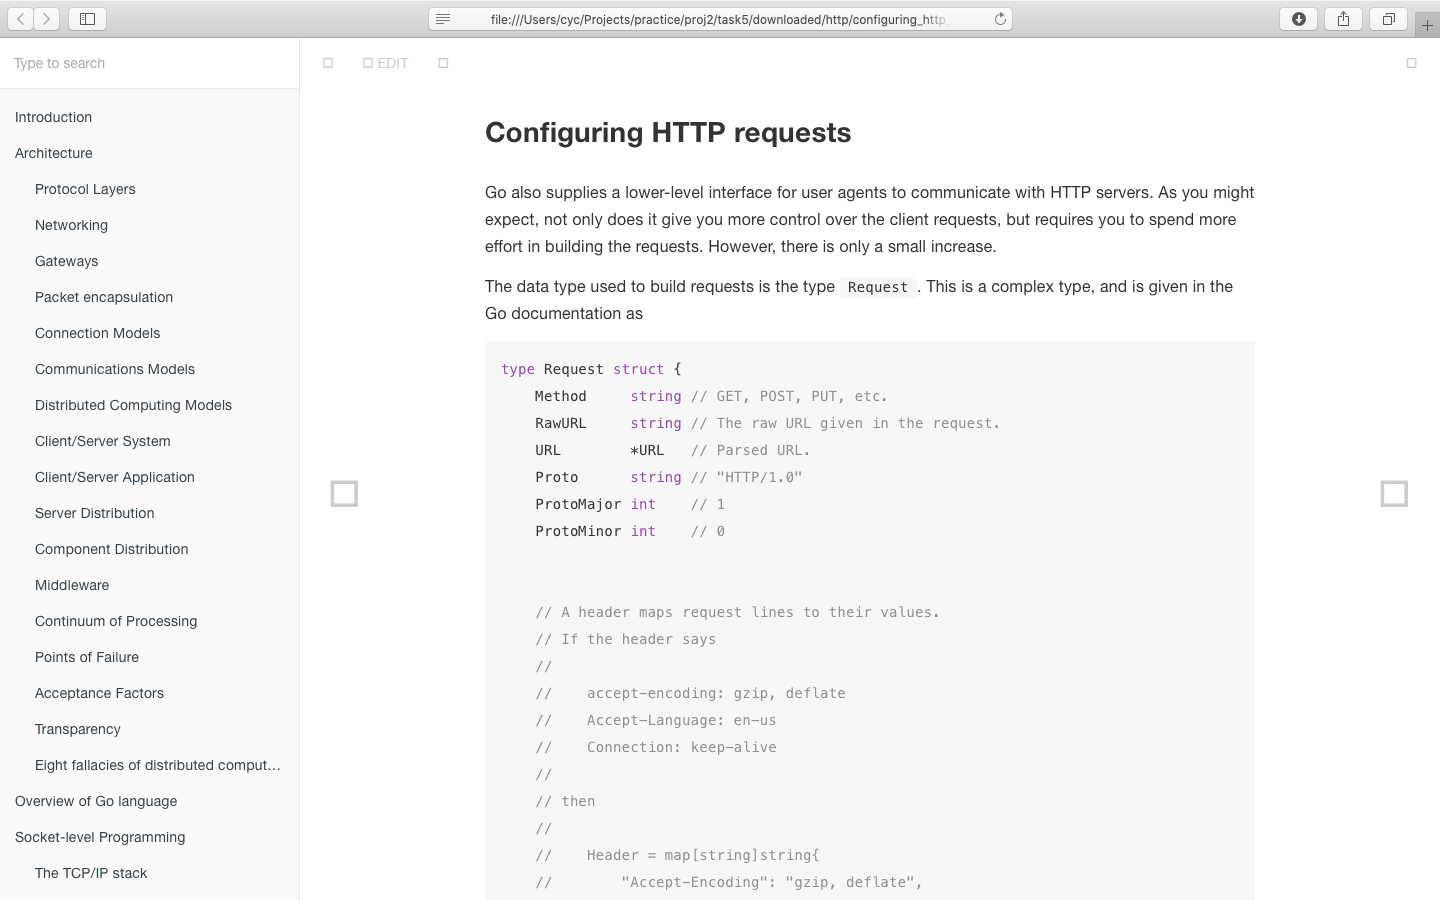 file:///Users/cyc/Projects/practice/proj2/task5/downloaded/http/configuring_http_
Type to search
EDIT
Introduction
Architecture
Protocol Layers
Networking
Gateways
Packet encapsulation
Connection Models
Communications Models
Distributed Computing Models
Client/Server System
Client/Server Application
Server Distribution
Component Distribution
Middleware
Continuum of Processing
Points of Failure
Acceptance Factors
Transparency
Eight fallacies of distributed comput…
Overview of Go language
Socket-level Programming
The TCP/IP stack
Configuring HTTP requests
Go also supplies a lower-level interface for user agents to communicate with HTTP servers. As you might
expect, not only does it give you more control over the client requests, but requires you to spend more
effort in building the requests. However, there is only a small increase.
The data type used to build requests is the type Request . This is a complex type, and is given in the
Go documentation as
type Request struct {
    Method     string // GET, POST, PUT, etc.
    RawURL     string // The raw URL given in the request.
    URL        *URL   // Parsed URL.
    Proto      string // "HTTP/1.0"
    ProtoMajor int    // 1
    ProtoMinor int    // 0
    // A header maps request lines to their values.
    // If the header says
    //
    //    accept-encoding: gzip, deflate
    //    Accept-Language: en-us
    //    Connection: keep-alive
    //
    // then
    //
    //    Header = map[string]string{
    //        "Accept-Encoding": "gzip, deflate",